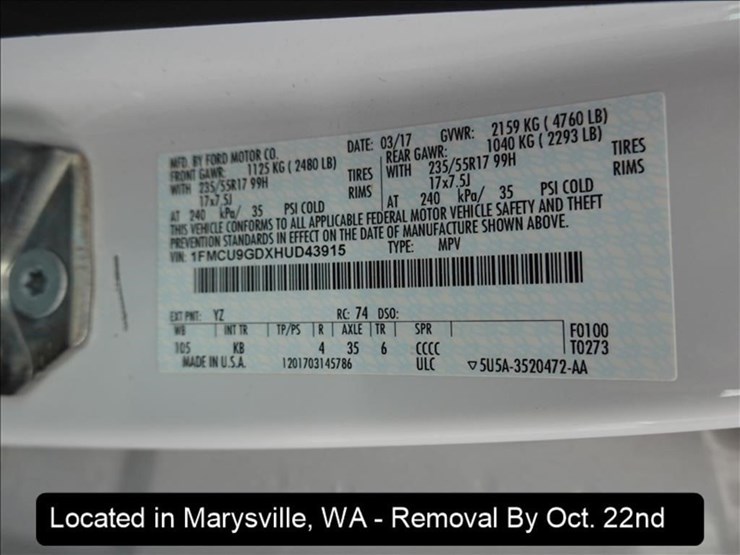 MFD. BY FORD MOTOR CO. DATE: 03/17 GVWR: 2159 KG ( 4760 LB)
FRONT GAWR: 1125 KG ( 2480 LB) REAR GAWR: 1040 KG ( 2293 LB)
WITH 235/55R17 99H TIRES WITH 235/55R17 99H TIRES
17x7.5J RIMS 17x7.5J RIMS
AT 240 kPa/ 35 PSI COLD AT 240 kPa/ 35 PSI COLD
THIS VEHICLE CONFORMS TO ALL APPLICABLE FEDERAL MOTOR VEHICLE SAFETY AND THEFT
PREVENTION STANDARDS IN EFFECT ON THE DATE OF MANUFACTURE SHOWN ABOVE.
VIN: 1FMCU9GDXHUD43915 TYPE: MPV
EXT PNT: YZ RC: 74 DSO:
WB INT TR TP/PS R AXLE TR SPR F0100
105 KB 4 35 6 CCCC T0273
MADE IN U.S.A. 1201703145786 ULC ▽5U5A-3520472-AA
Located in Marysville, WA - Removal By Oct. 22nd